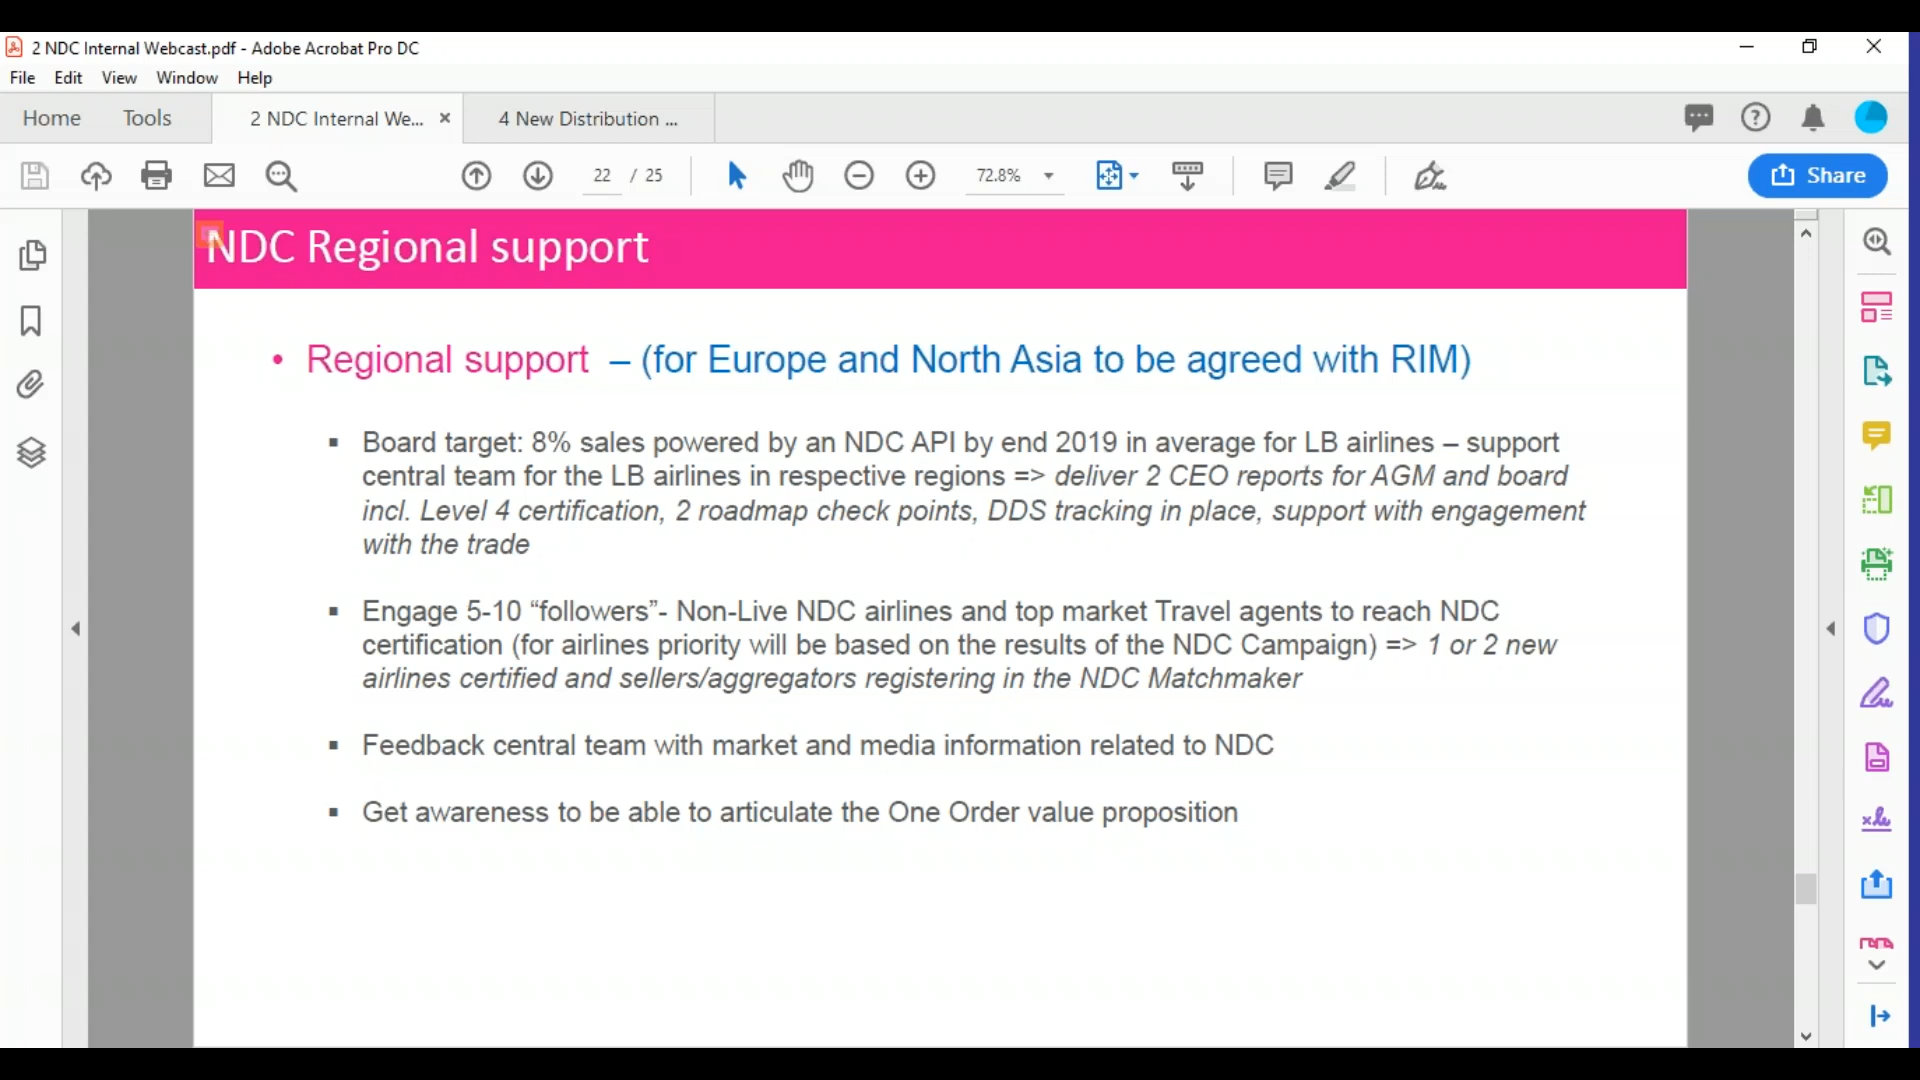 2 NDC Internal Webcast.pdf - Adobe Acrobat Pro DC
File Edit View Window Help
Home Tools 2 NDC Internal We... × 4 New Distribution ...
22 / 25 72.8% Share
NDC Regional support
• Regional support – (for Europe and North Asia to be agreed with RIM)
▪ Board target: 8% sales powered by an NDC API by end 2019 in average for LB airlines – support
central team for the LB airlines in respective regions => deliver 2 CEO reports for AGM and board
incl. Level 4 certification, 2 roadmap check points, DDS tracking in place, support with engagement
with the trade
▪ Engage 5-10 “followers”- Non-Live NDC airlines and top market Travel agents to reach NDC
certification (for airlines priority will be based on the results of the NDC Campaign) => 1 or 2 new
airlines certified and sellers/aggregators registering in the NDC Matchmaker
▪ Feedback central team with market and media information related to NDC
▪ Get awareness to be able to articulate the One Order value proposition